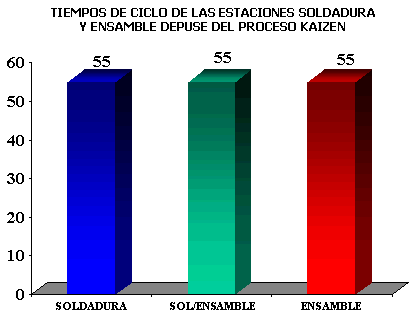 TIEMPOS DE CICLO DE LAS ESTACIONES SOLDADURA
Y ENSAMBLE DEPUSE DEL PROCESO KAIZEN
55 55 55
60
50
40
30
20
10
0
SOLDADURA SOL/ENSAMBLE ENSAMBLE